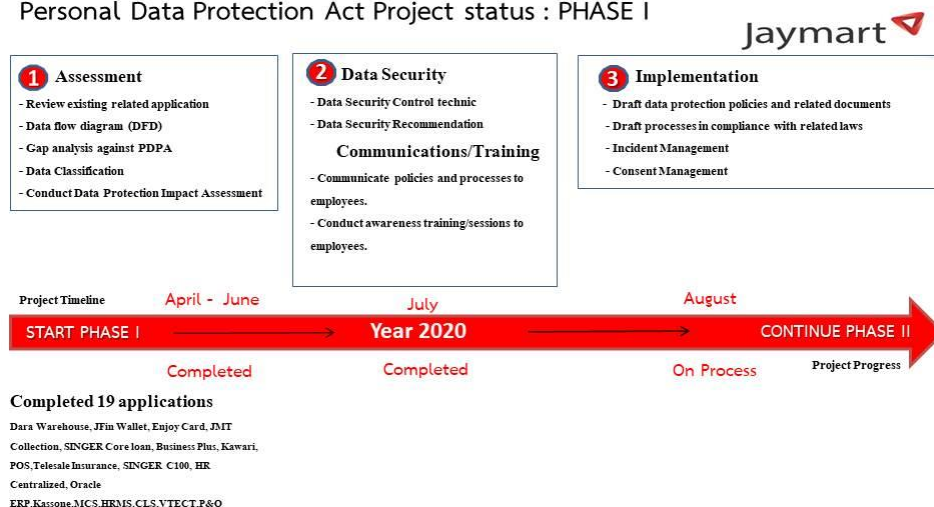 Personal Data Protection Act Project status : PHASE I
Jaymart
1 Assessment
- Review existing related application
- Data flow diagram (DFD)
- Gap analysis against PDPA
- Data Classification
- Conduct Data Protection Impact Assessment
2 Data Security
- Data Security Control technic
- Data Security Recommendation
Communications/Training
- Communicate policies and processes to
employees.
- Conduct awareness training/sessions to
employees.
3 Implementation
- Draft data protection policies and related documents
- Draft processes in compliance with related laws
- Incident Management
- Consent Management
Project Timeline
April - June
July
August
START PHASE I
Year 2020
CONTINUE PHASE II
Completed
Completed
On Process
Project Progress
Completed 19 applications
Dara Warehouse, JFin Wallet, Enjoy Card, JMT
Collection, SINGER Core loan, Business Plus, Kawari,
POS,Telesale Insurance, SINGER C100, HR
Centralized, Oracle
ERP,Kassone,MCS,HRMS,CLS,VTECT,P&O